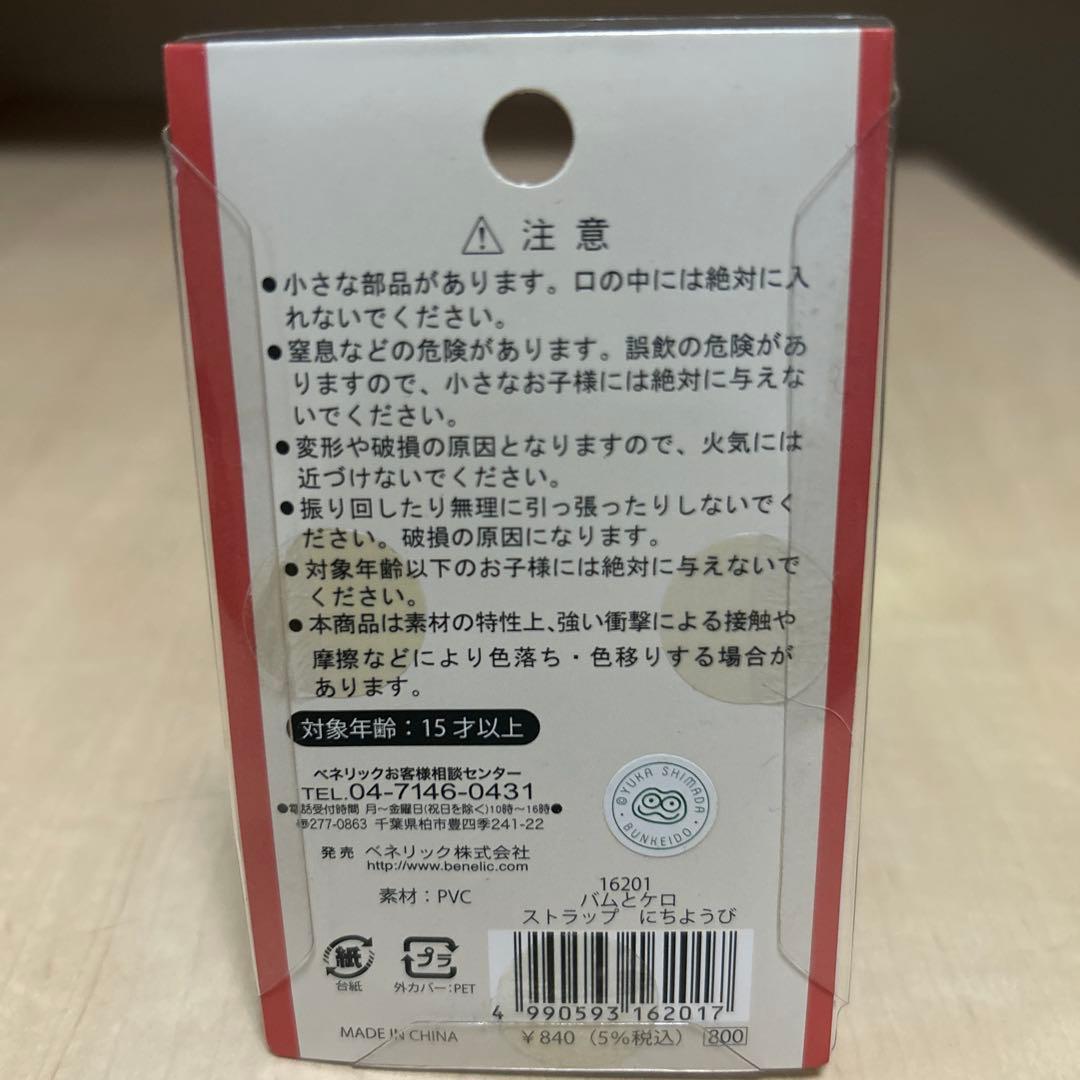 注意
●小さな部品があります。口の中には絶対に入
れないでください。
●窒息などの危険があります。誤飲の危険があ
りますので、小さなお子様には絶対に与えな
いでください。
●変形や破損の原因となりますので、火気には
近づけないでください。
●振り回したり無理に引っ張ったりしないでく
ださい。破損の原因になります。
●対象年齢以下のお子様には絶対に与えないで
ください。
●本商品は素材の特性上、強い衝撃による接触や
摩擦などにより色落ち・色移りする場合が
あります。
対象年齢：15才以上
ベネリックお客様相談センター
TEL.04-7146-0431
●電話受付時間 月〜金曜日(祝日を除く)10時〜16時●
〠277-0863 千葉県柏市豊四季241-22
発売 ベネリック株式会社
http://www.benelic.com
素材：PVC
©YUKA SHIMADA
BUNKEIDO
16201
バムとケロ
ストラップ にちようび
紙
台紙
プラ
外カバー：PET
4 990593 162017
MADE IN CHINA
¥840（5%税込） 800